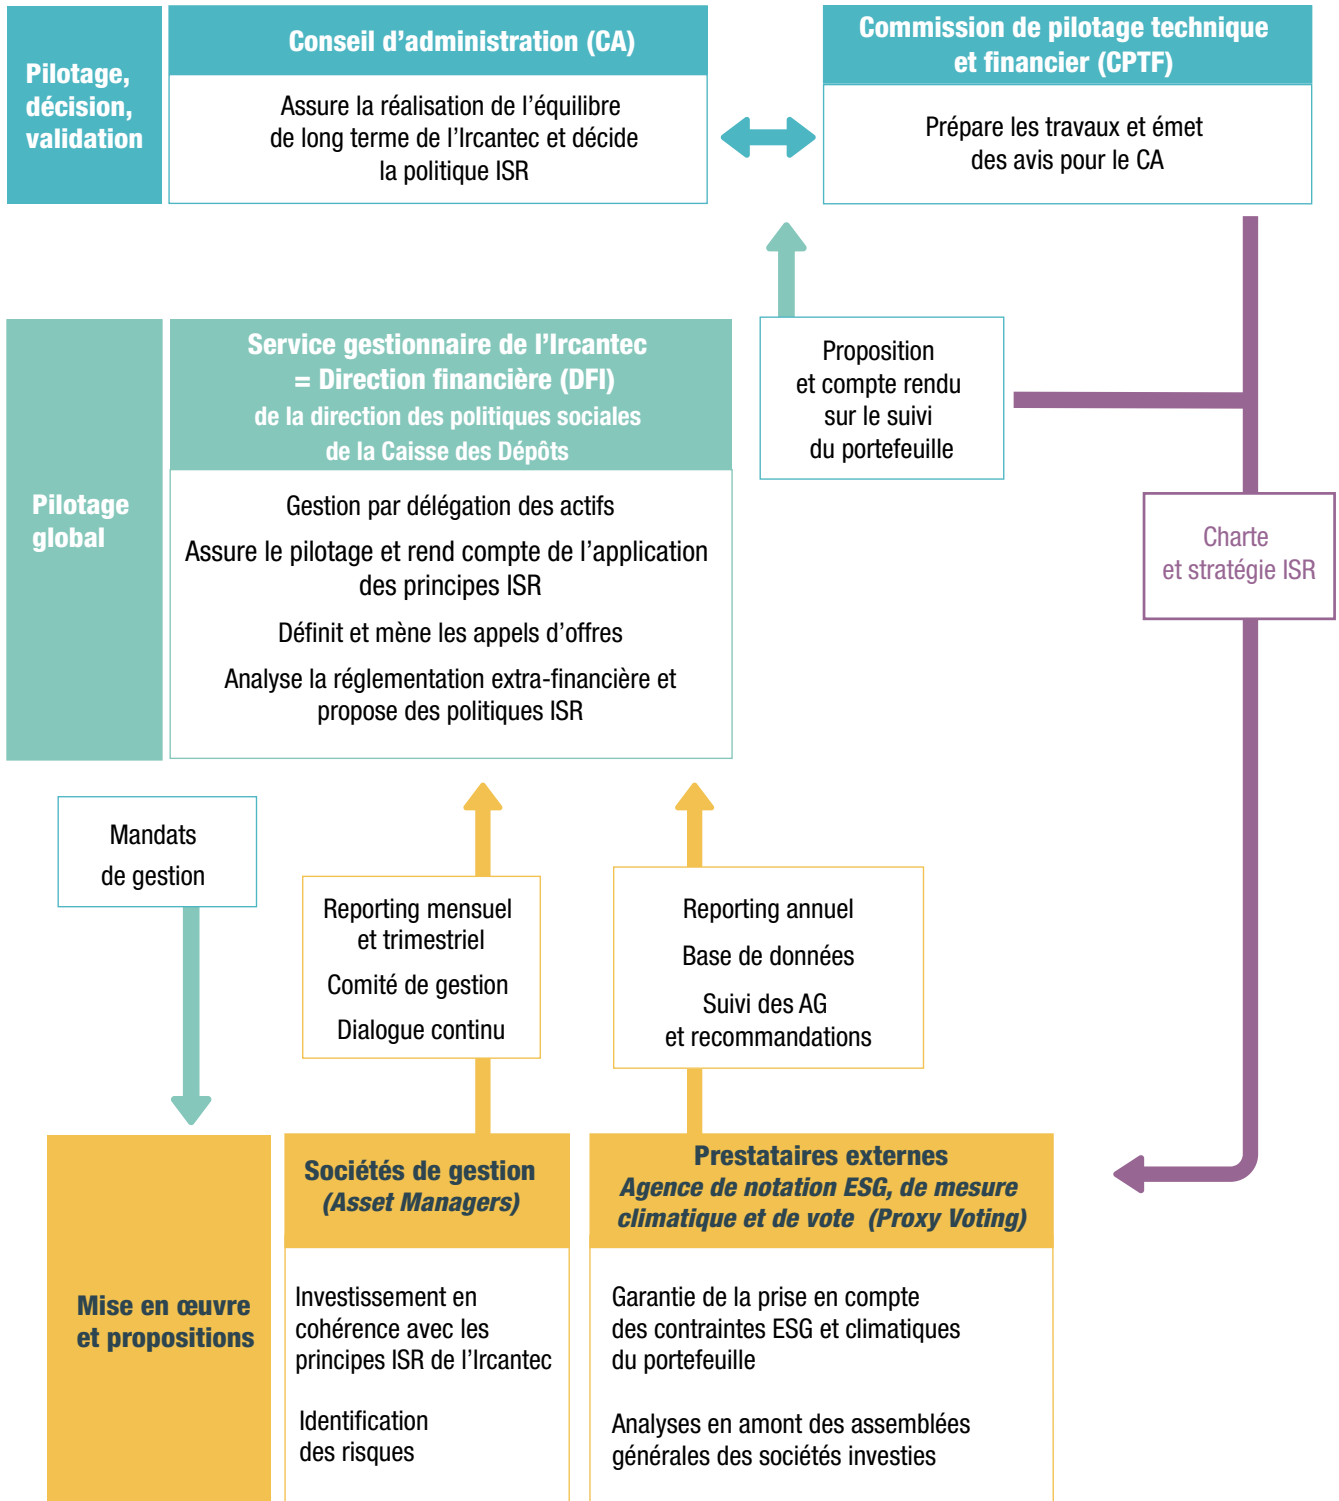 Pilotage,
décision,
validation
Conseil d’administration (CA)
Assure la réalisation de l’équilibre
de long terme de l’Ircantec et décide
la politique ISR
Commission de pilotage technique
et financier (CPTF)
Prépare les travaux et émet
des avis pour le CA
Pilotage
global
Service gestionnaire de l’Ircantec
= Direction financière (DFI)
de la direction des politiques sociales
de la Caisse des Dépôts
Gestion par délégation des actifs
Assure le pilotage et rend compte de l’application
des principes ISR
Définit et mène les appels d’offres
Analyse la réglementation extra-financière et
propose des politiques ISR
Proposition
et compte rendu
sur le suivi
du portefeuille
Charte
et stratégie ISR
Mandats
de gestion
Reporting mensuel
et trimestriel
Comité de gestion
Dialogue continu
Reporting annuel
Base de données
Suivi des AG
et recommandations
Mise en œuvre
et propositions
Sociétés de gestion
(Asset Managers)
Investissement en
cohérence avec les
principes ISR de l’Ircantec
Identification
des risques
Prestataires externes
Agence de notation ESG, de mesure
climatique et de vote (Proxy Voting)
Garantie de la prise en compte
des contraintes ESG et climatiques
du portefeuille
Analyses en amont des assemblées
générales des sociétés investies